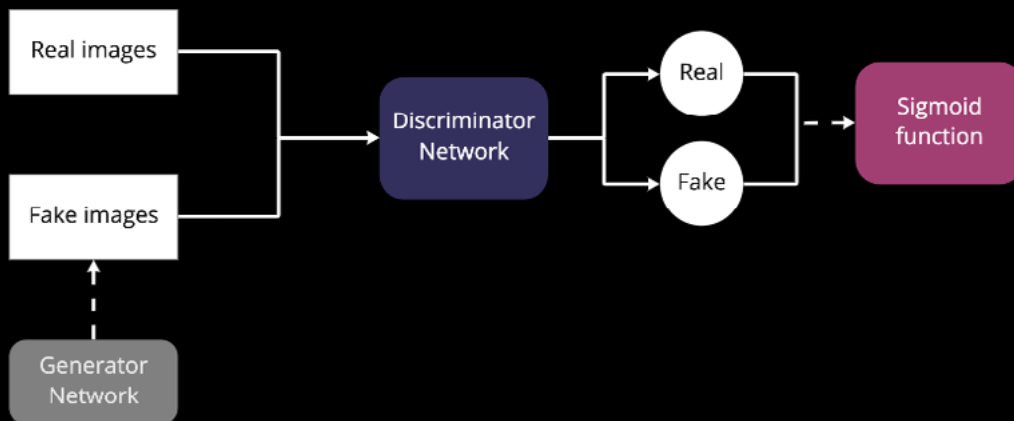 Real images
Fake images
Generator
Network
Discriminator
Network
Real
Fake
Sigmoid
function